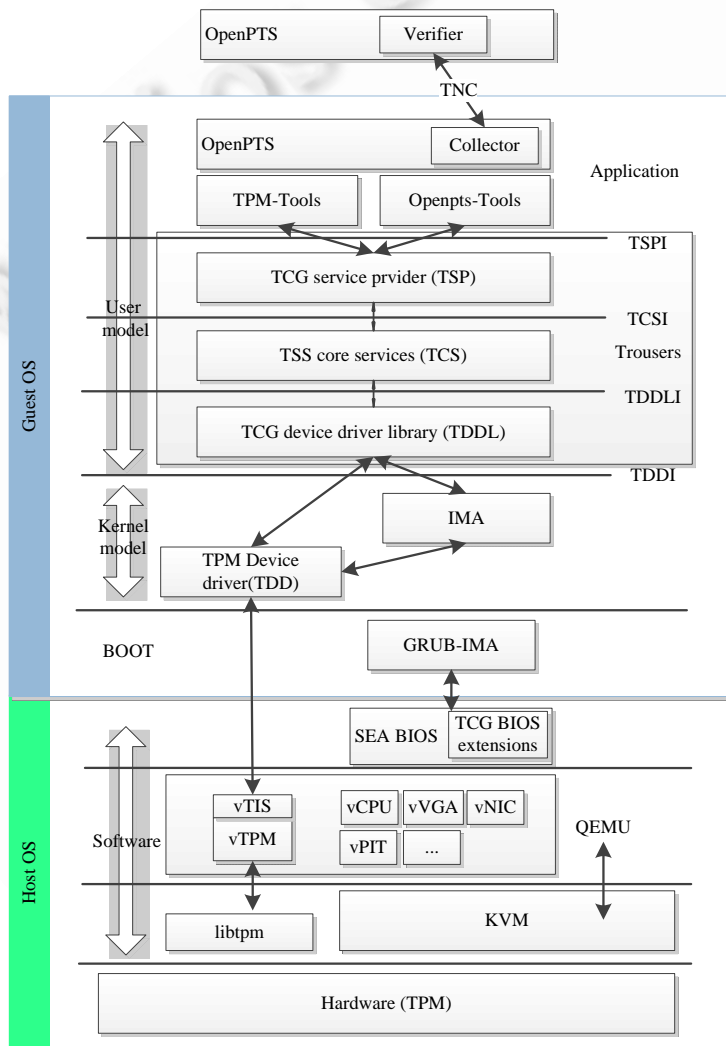 OpenPTS
Verifier
TNC
OpenPTS
Collector
Application
TPM-Tools
Openpts-Tools
TSPI
TCG service prvider (TSP)
User
model
TCSI
TSS core services (TCS)
Trousers
TDDLI
TCG device driver library (TDDL)
TDDI
Guest OS
Kernel
model
IMA
TPM Device
driver(TDD)
BOOT
GRUB-IMA
SEA BIOS
TCG BIOS
extensions
Host OS
Software
vTIS
vTPM
vCPU
vVGA
vNIC
vPIT
...
QEMU
libtpm
KVM
Hardware (TPM)